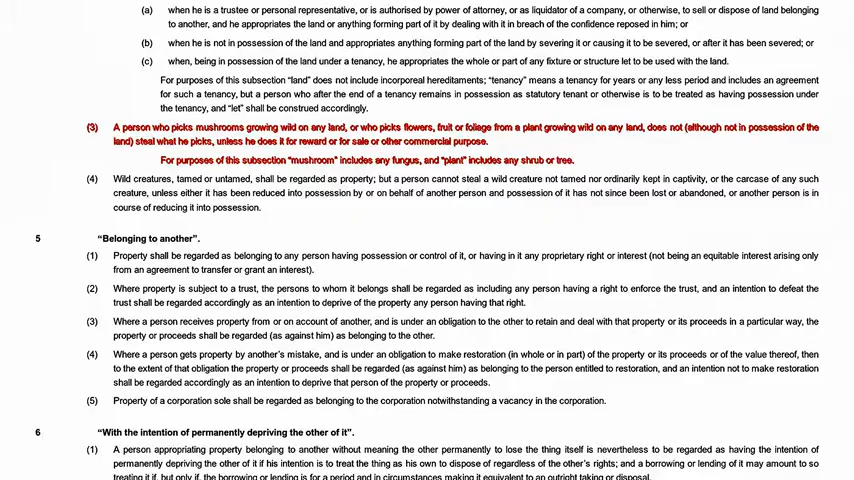 (a) when he is a trustee or personal representative, or is authorised by power of attorney, or as liquidator of a company, or otherwise, to sell or dispose of land belonging
to another, and he appropriates the land or anything forming part of it by dealing with it in breach of the confidence reposed in him; or
(b) when he is not in possession of the land and appropriates anything forming part of the land by severing it or causing it to be severed, or after it has been severed; or
(c) when, being in possession of the land under a tenancy, he appropriates the whole or part of any fixture or structure let to be used with the land.
For purposes of this subsection “land” does not include incorporeal hereditaments; “tenancy” means a tenancy for years or any less period and includes an agreement
for such a tenancy, but a person who after the end of a tenancy remains in possession as statutory tenant or otherwise is to be treated as having possession under
the tenancy, and “let” shall be construed accordingly.
(3) A person who picks mushrooms growing wild on any land, or who picks flowers, fruit or foliage from a plant growing wild on any land, does not (although not in possession of the
land) steal what he picks, unless he does it for reward or for sale or other commercial purpose.
For purposes of this subsection “mushroom” includes any fungus, and “plant” includes any shrub or tree.
(4) Wild creatures, tamed or untamed, shall be regarded as property; but a person cannot steal a wild creature not tamed nor ordinarily kept in captivity, or the carcase of any such
creature, unless either it has been reduced into possession by or on behalf of another person and possession of it has not since been lost or abandoned, or another person is in
course of reducing it into possession.
5 “Belonging to another”.
(1) Property shall be regarded as belonging to any person having possession or control of it, or having in it any proprietary right or interest (not being an equitable interest arising only
from an agreement to transfer or grant an interest).
(2) Where property is subject to a trust, the persons to whom it belongs shall be regarded as including any person having a right to enforce the trust, and an intention to defeat the
trust shall be regarded accordingly as an intention to deprive of the property any person having that right.
(3) Where a person receives property from or on account of another, and is under an obligation to the other to retain and deal with that property or its proceeds in a particular way, the
property or proceeds shall be regarded (as against him) as belonging to the other.
(4) Where a person gets property by another’s mistake, and is under an obligation to make restoration (in whole or in part) of the property or its proceeds or of the value thereof, then
to the extent of that obligation the property or proceeds shall be regarded (as against him) as belonging to the person entitled to restoration, and an intention not to make restoration
shall be regarded accordingly as an intention to deprive that person of the property or proceeds.
(5) Property of a corporation sole shall be regarded as belonging to the corporation notwithstanding a vacancy in the corporation.
6 “With the intention of permanently depriving the other of it”.
(1) A person appropriating property belonging to another without meaning the other permanently to lose the thing itself is nevertheless to be regarded as having the intention of
permanently depriving the other of it if his intention is to treat the thing as his own to dispose of regardless of the other’s rights; and a borrowing or lending of it may amount to so
treating it if, but only if, the borrowing or lending is for a period and in circumstances making it equivalent to an outright taking or disposal.